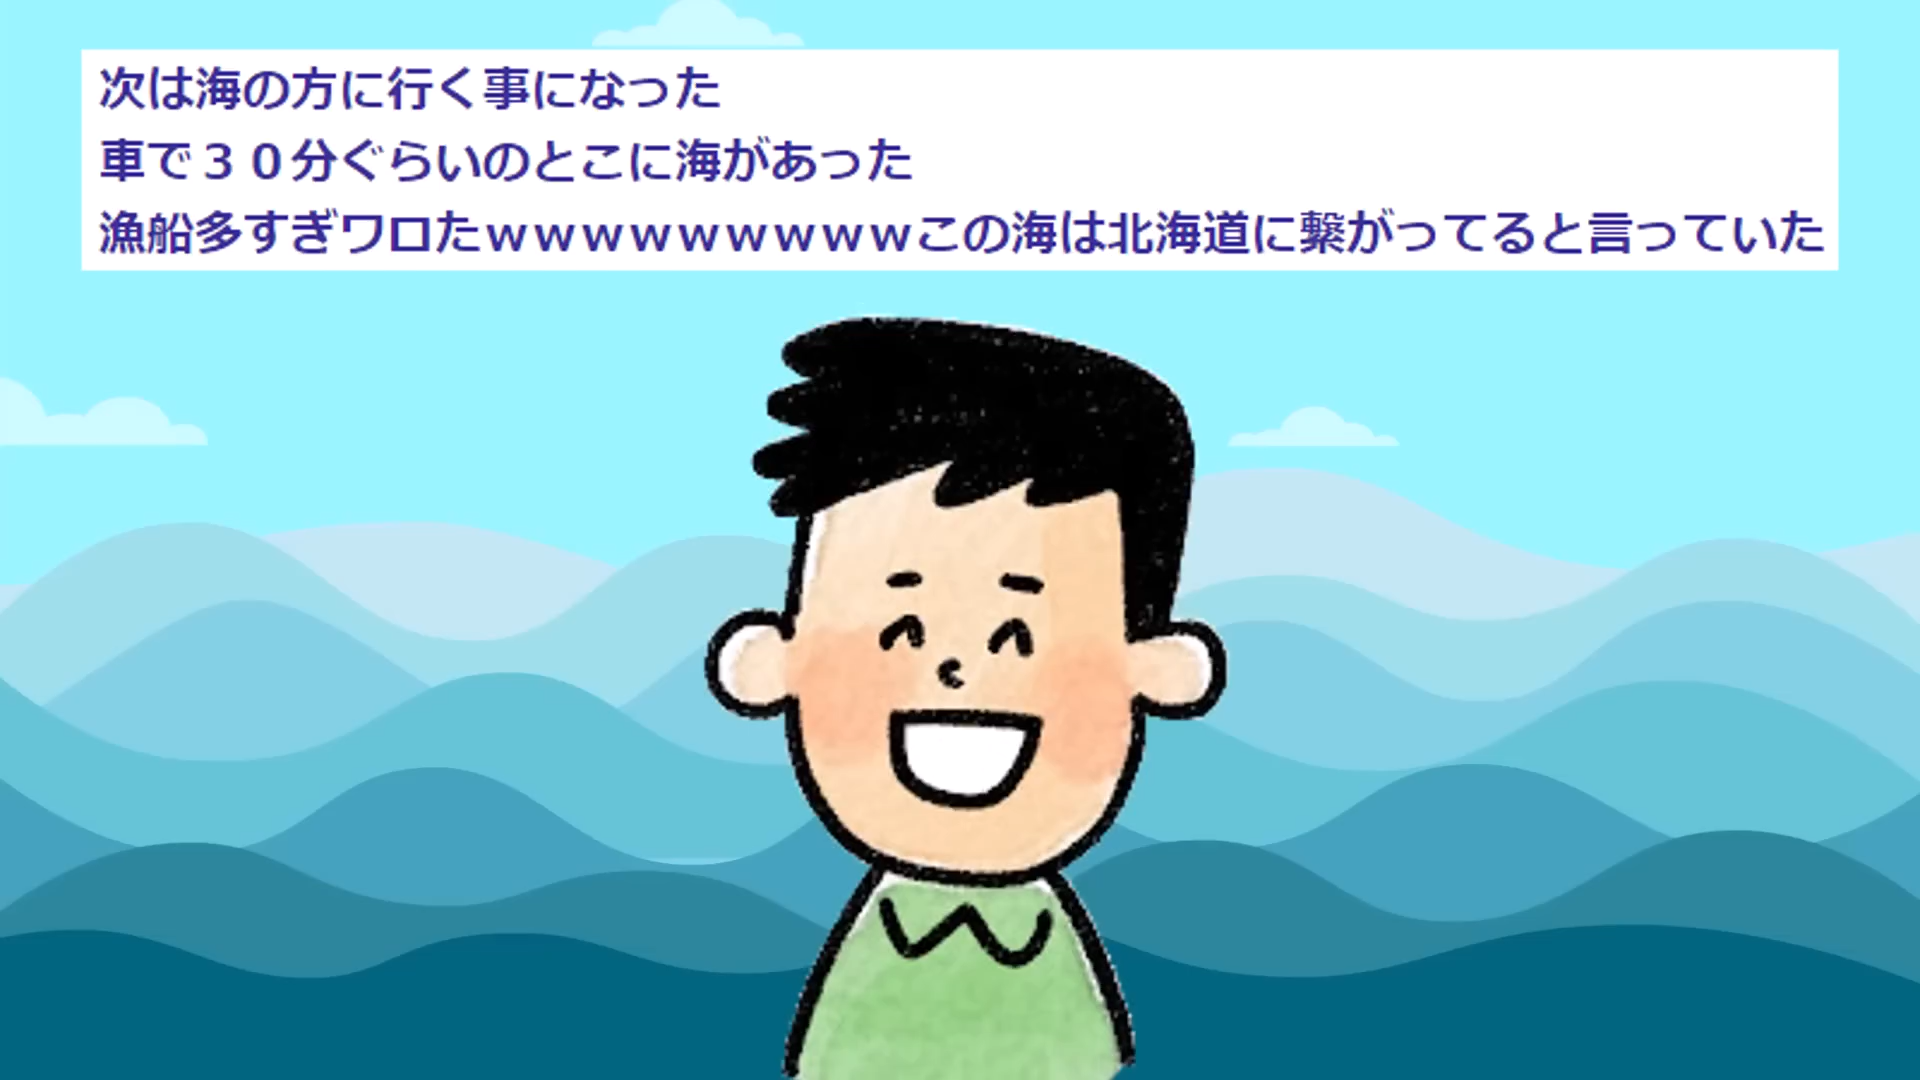 次は海の方に行く事になった
車で３０分ぐらいのとこに海があった
漁船多すぎワロたｗｗｗｗｗｗｗｗｗこの海は北海道に繋がってると言っていた